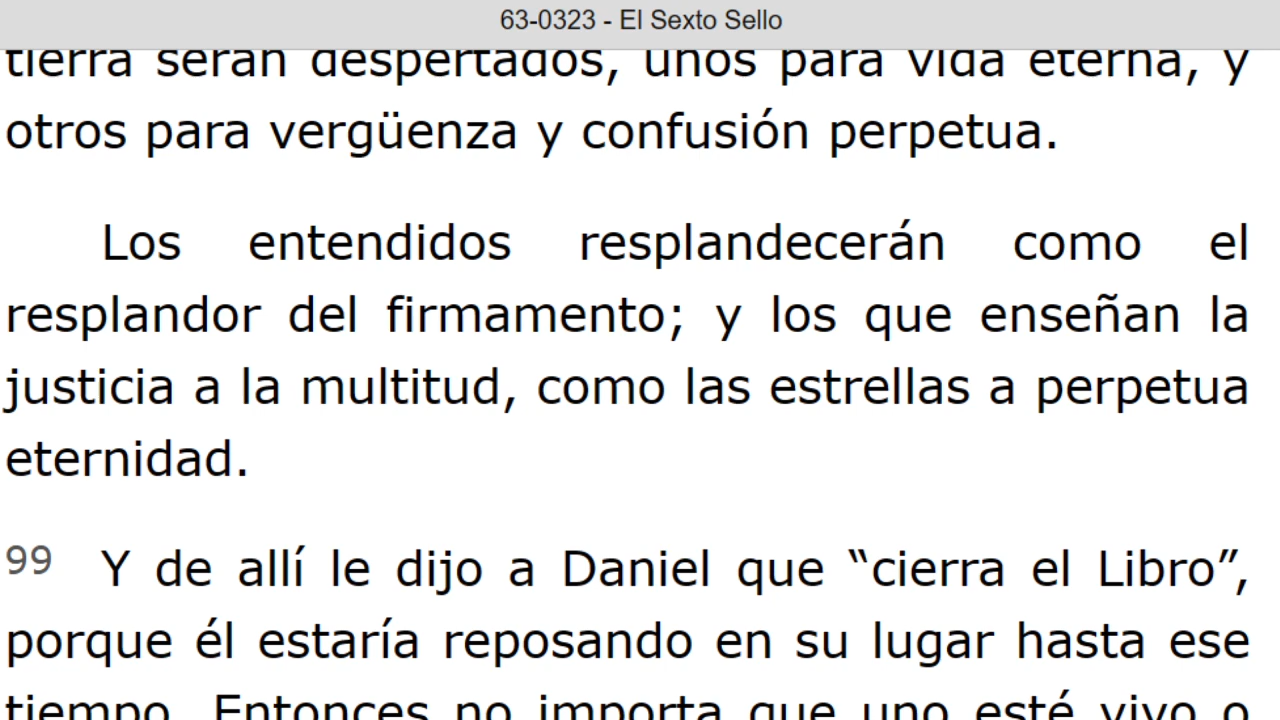 63-0323 - El Sexto Sello
tierra serán despertados, unos para vida eterna, y
otros para vergüenza y confusión perpetua.
Los entendidos resplandecerán como el
resplandor del firmamento; y los que enseñan la
justicia a la multitud, como las estrellas a perpetua
eternidad.
99 Y de allí le dijo a Daniel que “cierra el Libro”,
porque él estaría reposando en su lugar hasta ese
tiempo. Entonces no importa que uno esté vivo o